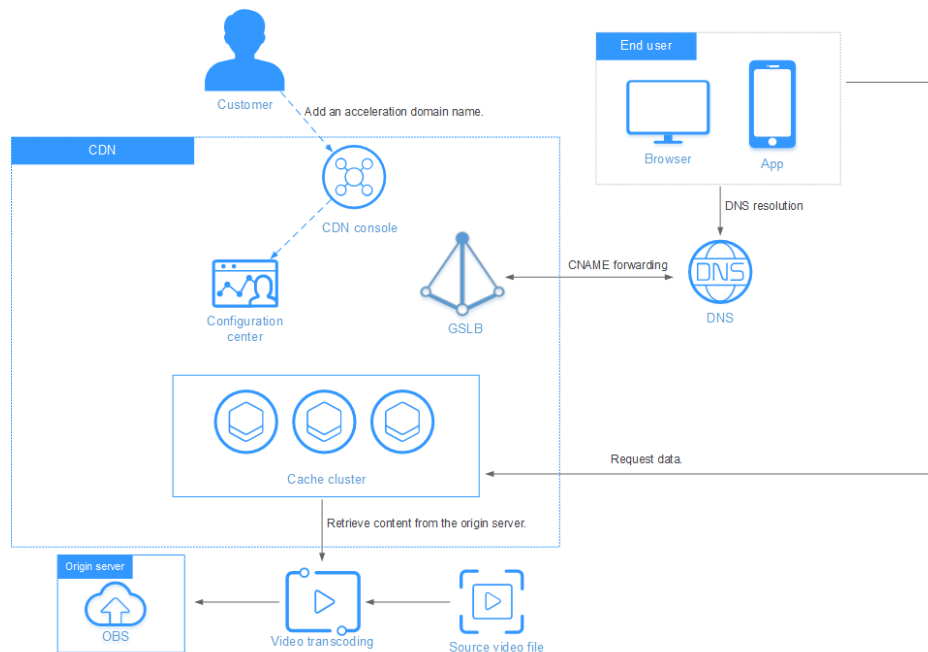 End user
Customer
Add an acceleration domain name.
CDN
Browser
App
CDN console
DNS resolution
CNAME forwarding
DNS
Configuration
center
GSLB
DNS
Cache cluster
Request data.
Retrieve content from the origin server.
Origin server
OBS
Video transcoding
Source video file